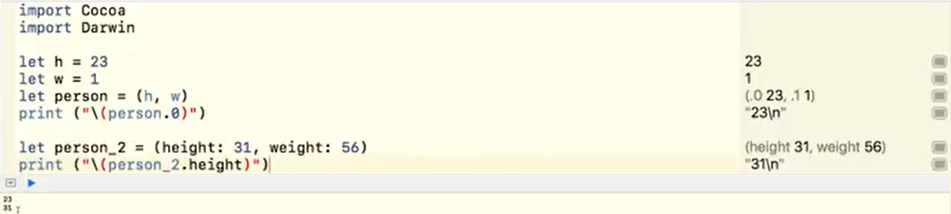 import Cocoa
import Darwin
let h = 23 23
let w = 1 1
let person = (h, w) (.0 23, .1 1)
print ("\(person.0)") "23\n"
let person_2 = (height: 31, weight: 56) (height 31, weight 56)
print ("\(person_2.height)") "31\n"
23
31